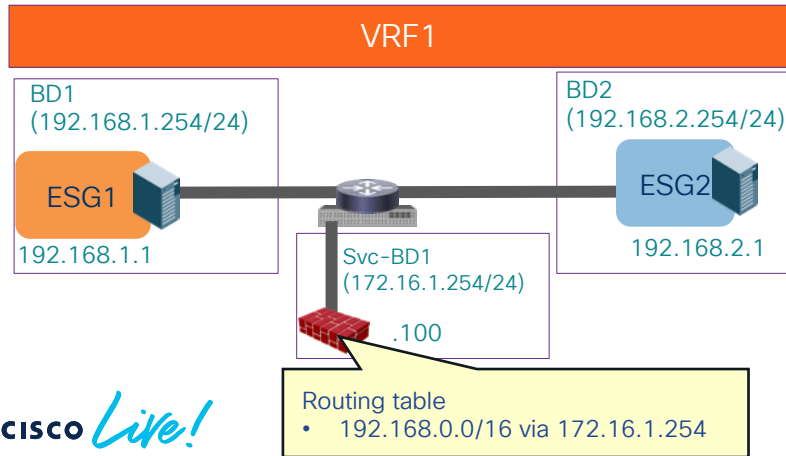 VRF1
BD1
(192.168.1.254/24)
BD2
(192.168.2.254/24)
ESG1
ESG2
192.168.1.1
192.168.2.1
Svc-BD1
(172.16.1.254/24)
.100
Routing table
• 192.168.0.0/16 via 172.16.1.254
CISCO Live!